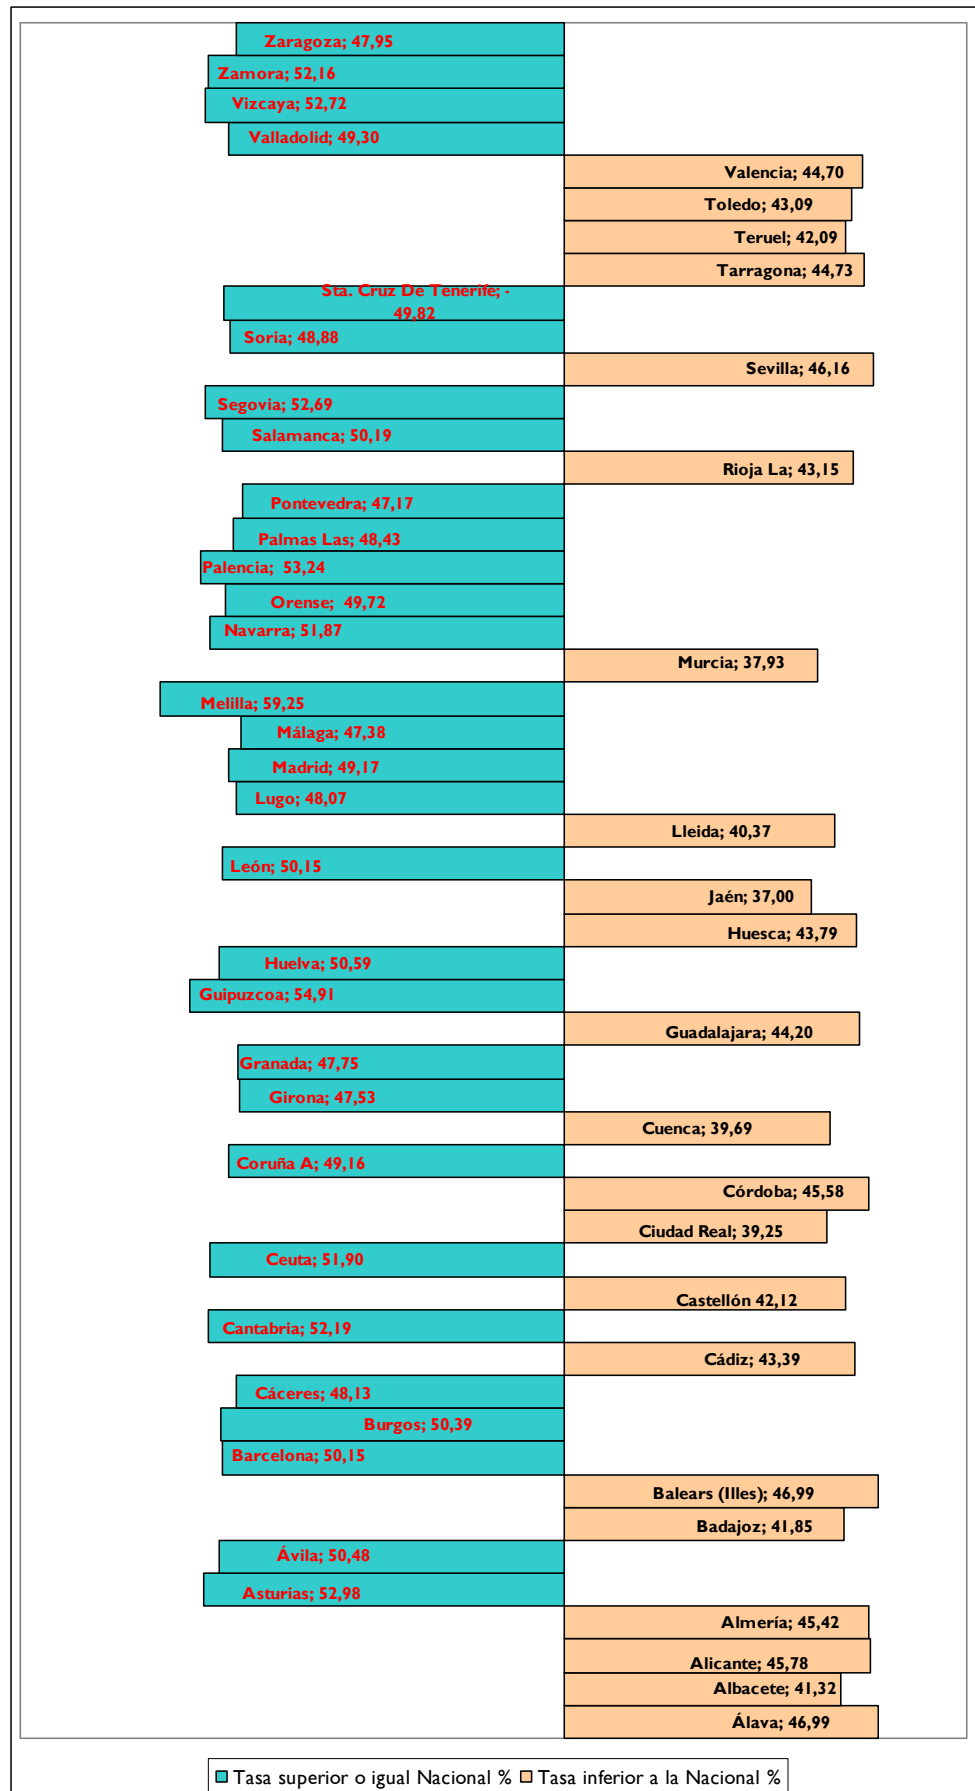 Zaragoza; 47,95
Zamora; 52,16
Vizcaya; 52,72
Valladolid; 49,30
Valencia; 44,70
Toledo; 43,09
Teruel; 42,09
Tarragona; 44,73
Sta. Cruz De Tenerife; -
49,82
Soria; 48,88
Sevilla; 46,16
Segovia; 52,69
Salamanca; 50,19
Rioja La; 43,15
Pontevedra; 47,17
Palmas Las; 48,43
Palencia;  53,24
Orense;  49,72
Navarra; 51,87
Murcia; 37,93
Melilla; 59,25
Málaga; 47,38
Madrid; 49,17
Lugo; 48,07
Lleida; 40,37
León; 50,15
Jaén; 37,00
Huesca; 43,79
Huelva; 50,59
Guipuzcoa; 54,91
Guadalajara; 44,20
Granada; 47,75
Girona; 47,53
Cuenca; 39,69
Coruña A; 49,16
Córdoba; 45,58
Ciudad Real; 39,25
Ceuta; 51,90
Castellón 42,12
Cantabria; 52,19
Cádiz; 43,39
Cáceres; 48,13
Burgos; 50,39
Barcelona; 50,15
Balears (Illes); 46,99
Badajoz; 41,85
Ávila; 50,48
Asturias; 52,98
Almería; 45,42
Alicante; 45,78
Albacete; 41,32
Álava; 46,99
Tasa superior o igual Nacional % Tasa inferior a la Nacional %